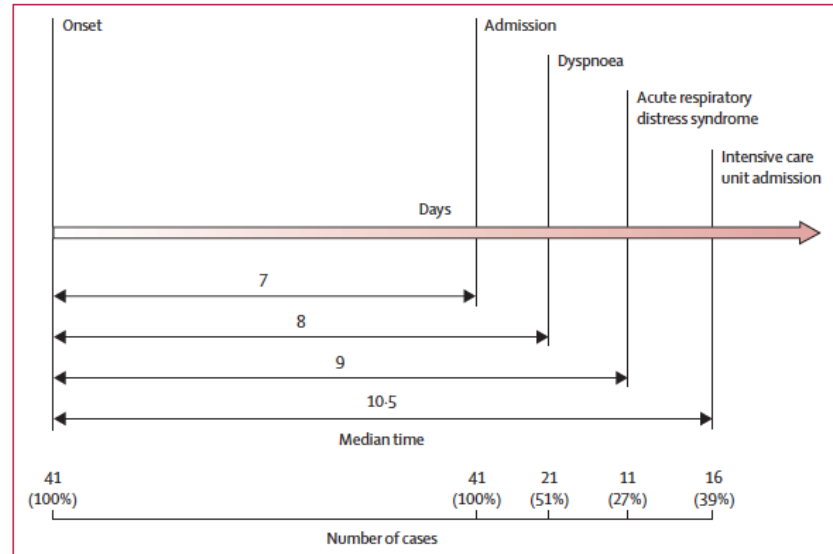 Onset
Admission
Dyspnoea
Acute respiratory
distress syndrome
Intensive care
unit admission
Days
7
8
9
10·5
Median time
41 41 21 11 16
(100%) (100%) (51%) (27%) (39%)
Number of cases